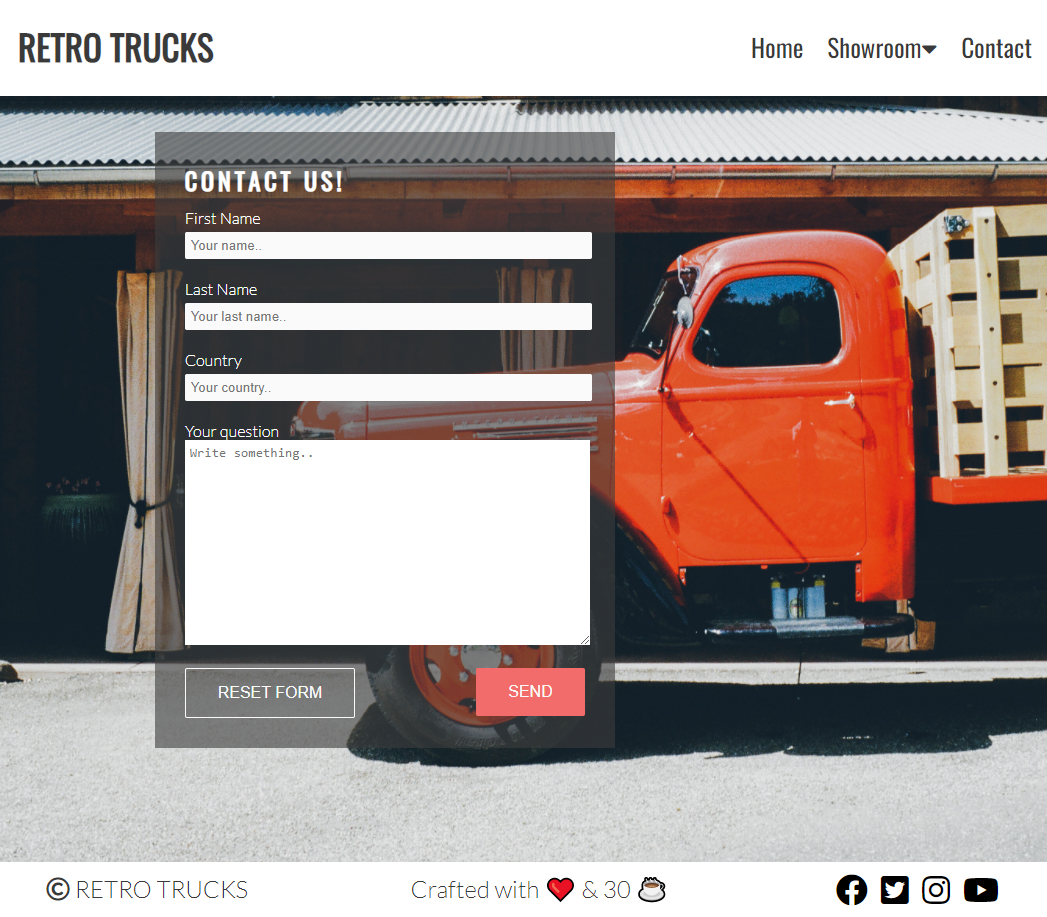 RETRO TRUCKS
Home Showroom Contact
CONTACT US!
First Name
Your name..
Last Name
Your last name..
Country
Your country..
Your question
Write something..
RESET FORM SEND
© RETRO TRUCKS Crafted with ❤️ & 30 ☕